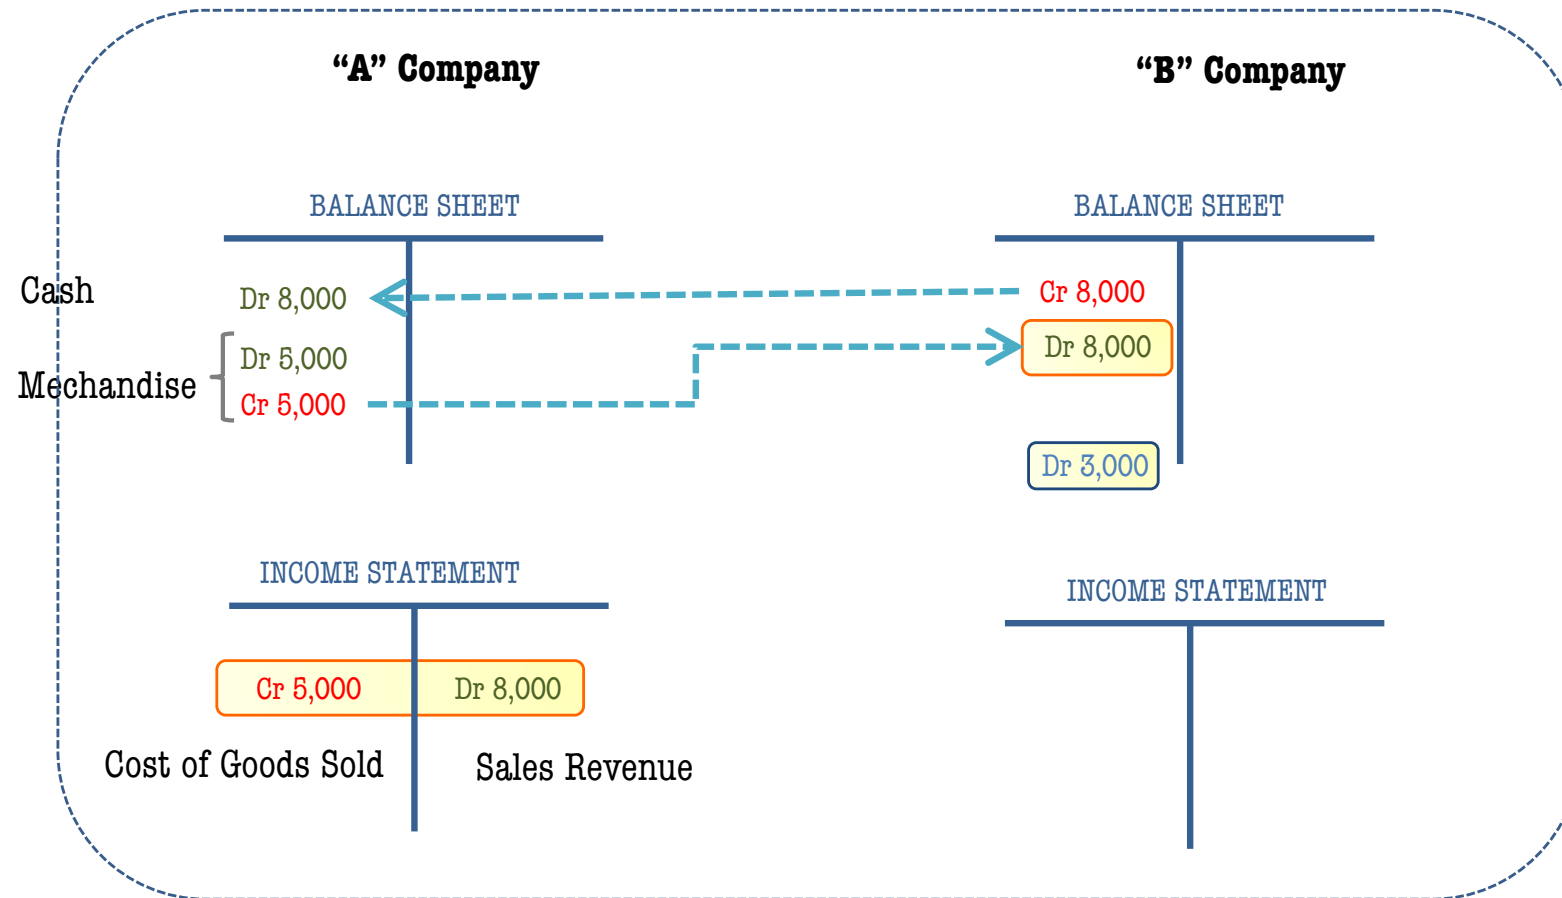 “A” Company
“B” Company
BALANCE SHEET
BALANCE SHEET
Cash
Dr 8,000
Cr 8,000
Dr 5,000
Dr 8,000
Mechandise
Cr 5,000
Dr 3,000
INCOME STATEMENT
INCOME STATEMENT
Cr 5,000
Dr 8,000
Cost of Goods Sold
Sales Revenue